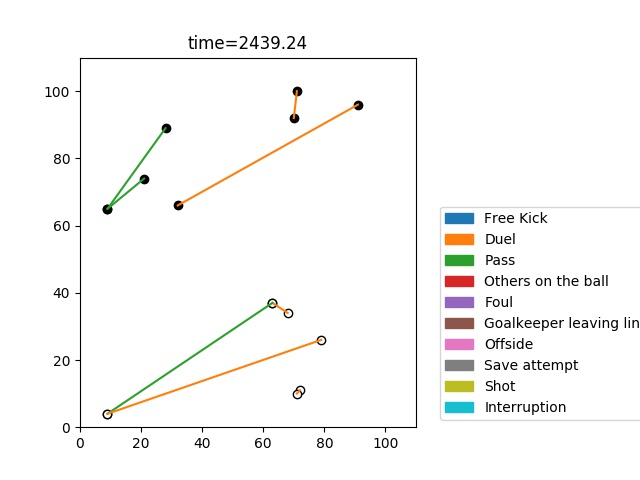 time=2439.24
100
80
60
40
20
0
0 20 40 60 80 100
Free Kick
Duel
Pass
Others on the ball
Foul
Goalkeeper leaving lin
Offside
Save attempt
Shot
Interruption